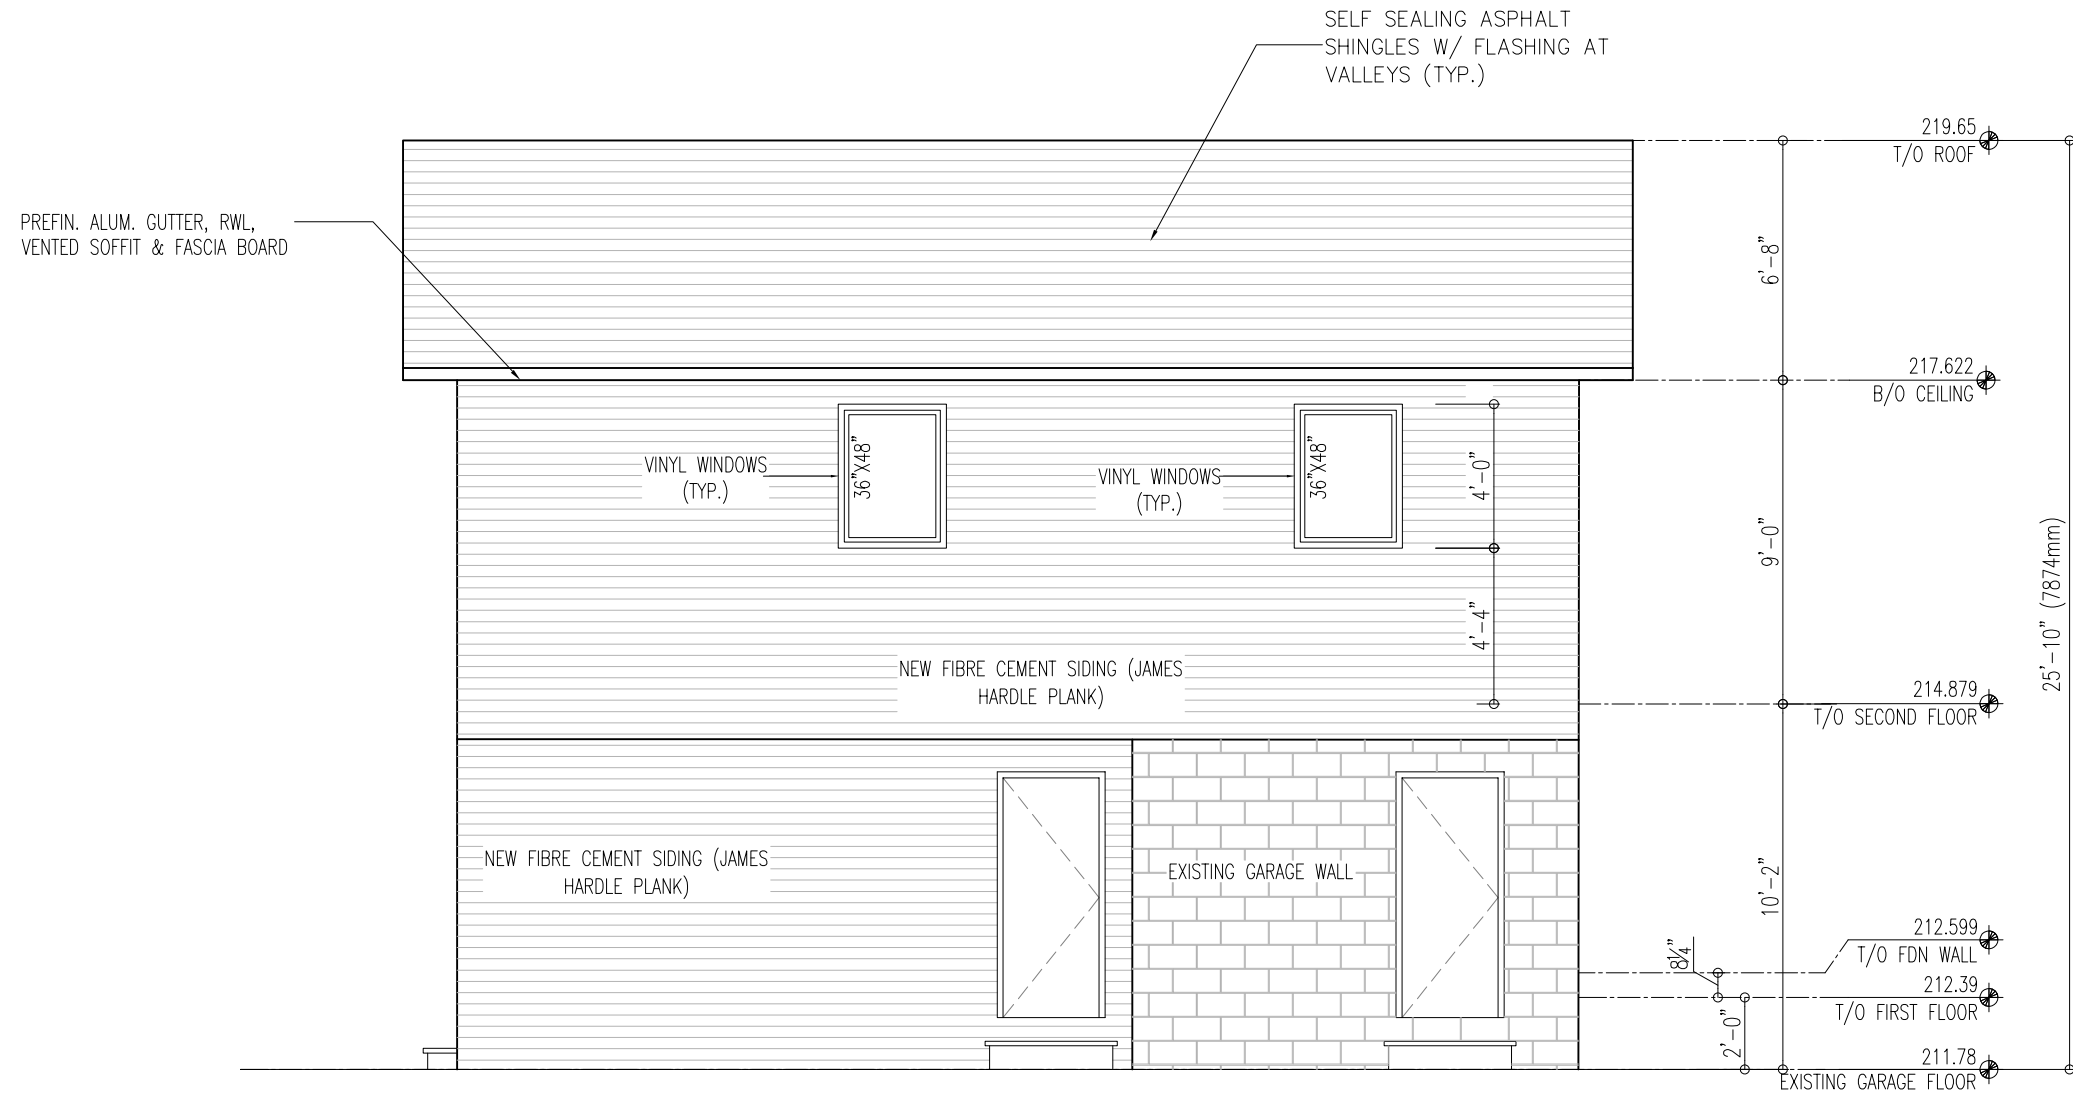 SELF SEALING ASPHALT
SHINGLES W/ FLASHING AT
VALLEYS (TYP.)
219.65
T/O ROOF
PREFIN. ALUM. GUTTER, RWL,
VENTED SOFFIT & FASCIA BOARD
6'-8"
217.622
B/O CEILING
VINYL WINDOWS
(TYP.)
36"X48"
VINYL WINDOWS
(TYP.)
36"X48"
4'-0"
9'-0"
25'-10" (7874mm)
4'-4"
NEW FIBRE CEMENT SIDING (JAMES
HARDLE PLANK)
214.879
T/O SECOND FLOOR
NEW FIBRE CEMENT SIDING (JAMES
HARDLE PLANK)
EXISTING GARAGE WALL
10'-2"
8¼"
212.599
T/O FDN WALL
212.39
T/O FIRST FLOOR
2'-0"
211.78
EXISTING GARAGE FLOOR